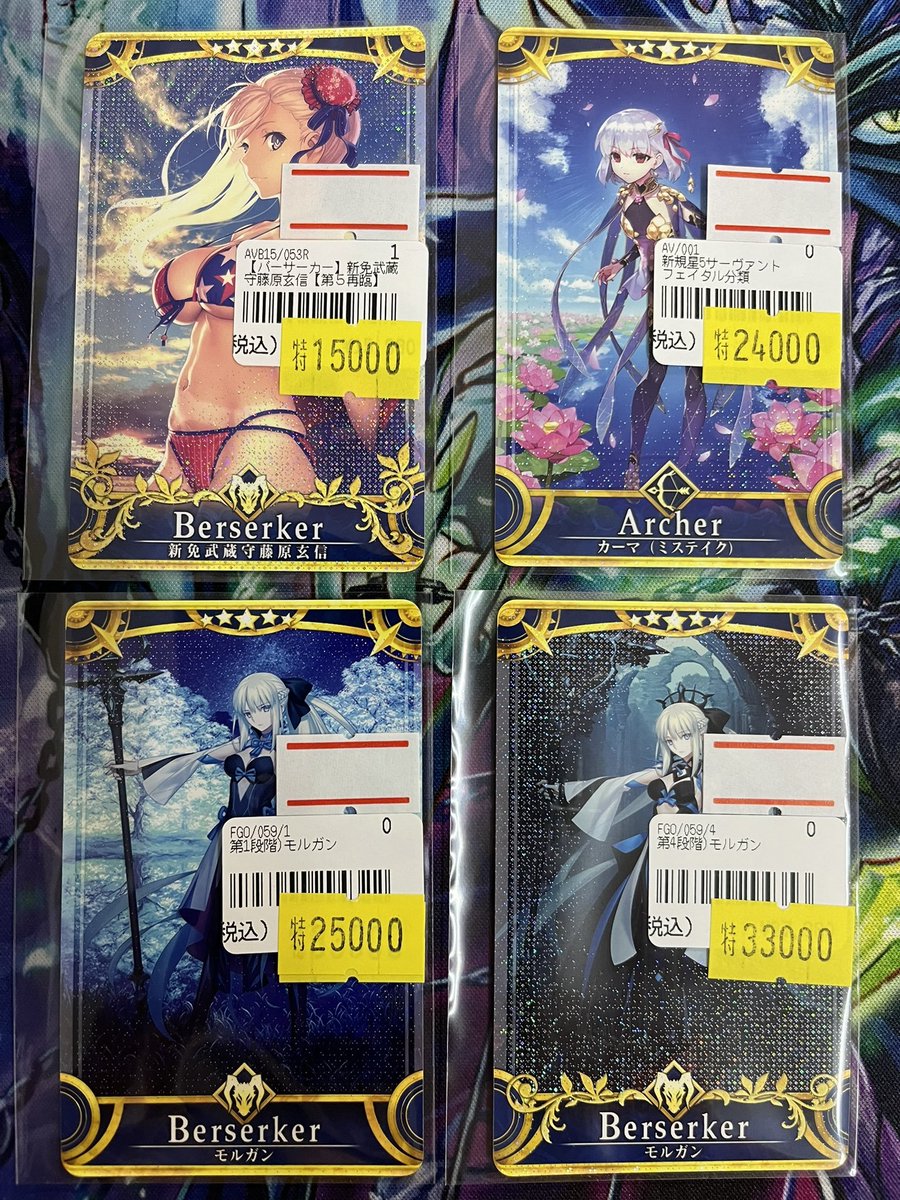 AVB15/053R 1
【バーサーカー】新免武蔵
守藤原玄信【第5再臨】
税込)
特15000
Berserker
新免武蔵守藤原玄信
AV/001 0
新規星5サーヴァント
フェイタル分類
税込)
特24000
Archer
カーマ (ミステイク)
FGO/059/1 0
第1段階)モルガン
税込)
特25000
Berserker
モルガン
FGO/059/4 0
第4段階)モルガン
税込)
特33000
Berserker
モルガン